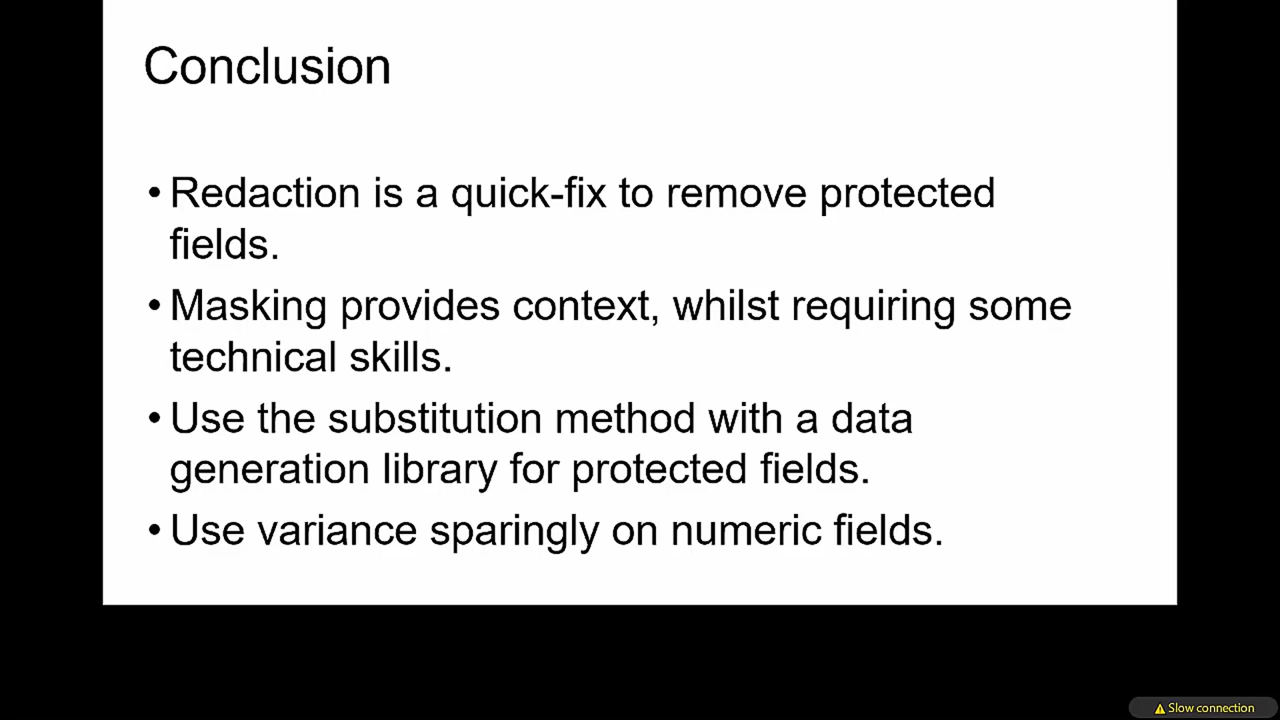 Conclusion
•Redaction is a quick-fix to remove protected
fields.
•Masking provides context, whilst requiring some
technical skills.
•Use the substitution method with a data
generation library for protected fields.
•Use variance sparingly on numeric fields.
Slow connection